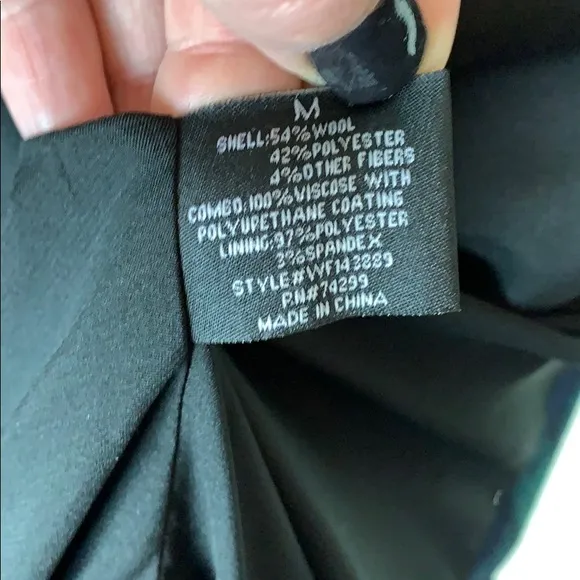 M
SHELL:54%WOOL
42%POLYESTER
4%OTHER FIBERS
COMBO:100%VISCOSE WITH
POLYURETHANE COATING
LINING:97%POLYESTER
3%SPANDEX
STYLE#WF143889
RN#74299
MADE IN CHINA